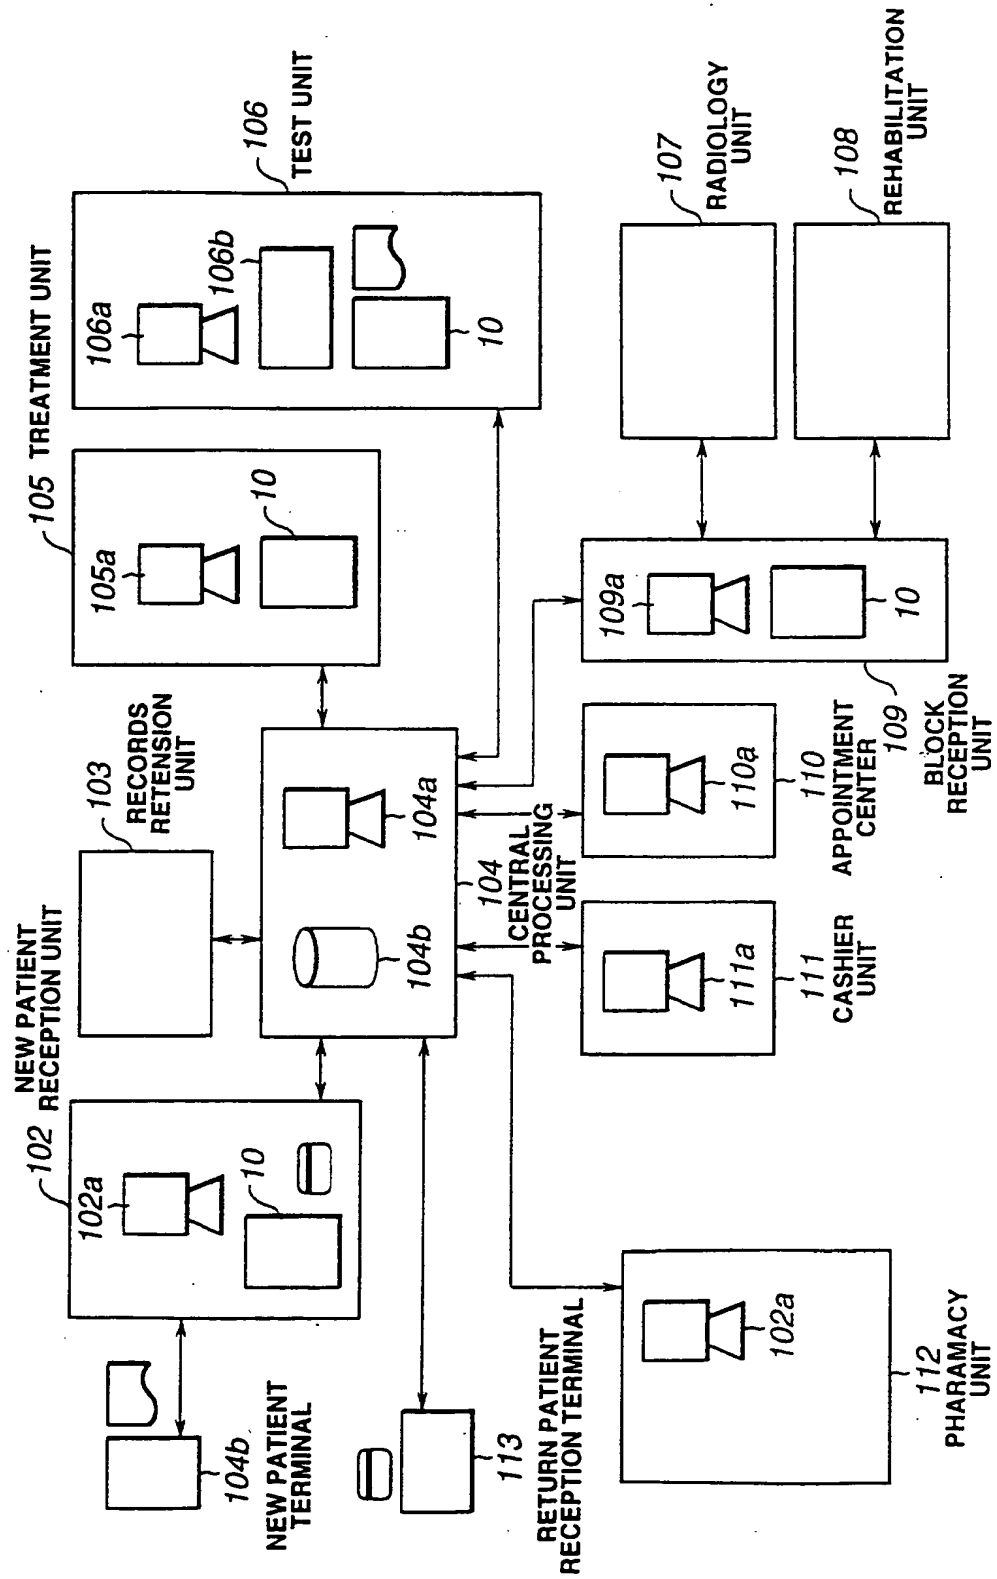 NEW PATIENT
RECEPTION UNIT
102
102a
10
104b
NEW PATIENT
TERMINAL
113
RETURN PATIENT
RECEPTION TERMINAL
103
RECORDS
RETENSION
UNIT
104a
104b
104
CENTRAL
PROCESSING
UNIT
105 TREATMENT UNIT
105a
10
106
TEST UNIT
106a
106b
10
107
RADIOLOGY
UNIT
108
REHABILITATION
UNIT
109a
10
109
BLOCK
RECEPTION
UNIT
110a
110
APPOINTMENT
CENTER
111a
111
CASHIER
UNIT
102a
112
PHARAMACY
UNIT